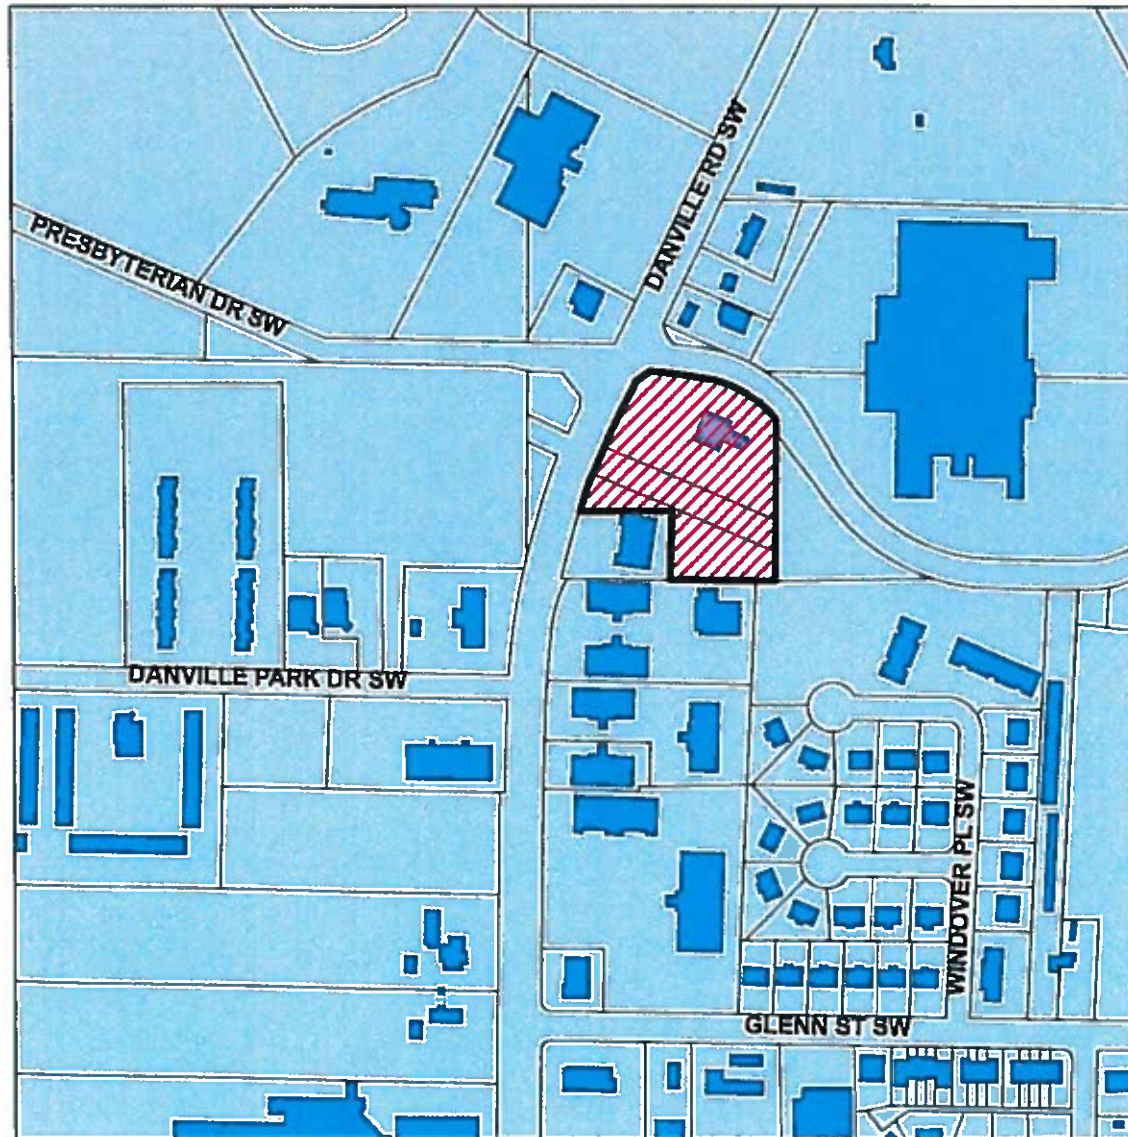 DANVILLE RD SW
PRESBYTERIAN DR SW
DANVILLE PARK DR SW
WINDOVER PL SW
GLENN ST SW